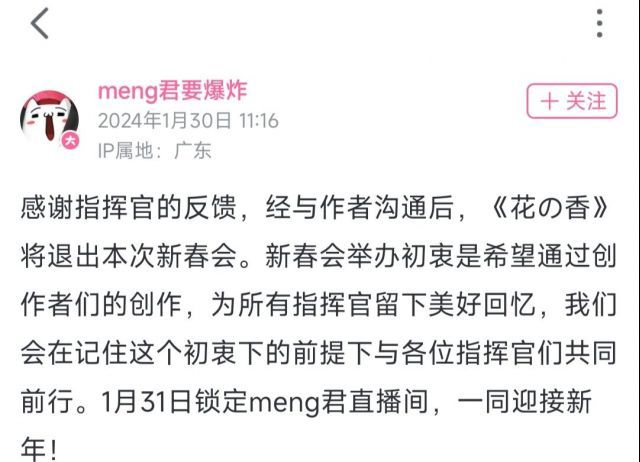 meng君要爆炸
2024年1月30日 11:16
IP属地：广东
+ 关注
大
感谢指挥官的反馈，经与作者沟通后，《花の香》
将退出本次新春会。新春会举办初衷是希望通过创
作者们的创作，为所有指挥官留下美好回忆，我们
会在记住这个初衷下的前提下与各位指挥官们共同
前行。1月31日锁定meng君直播间，一同迎接新
年！